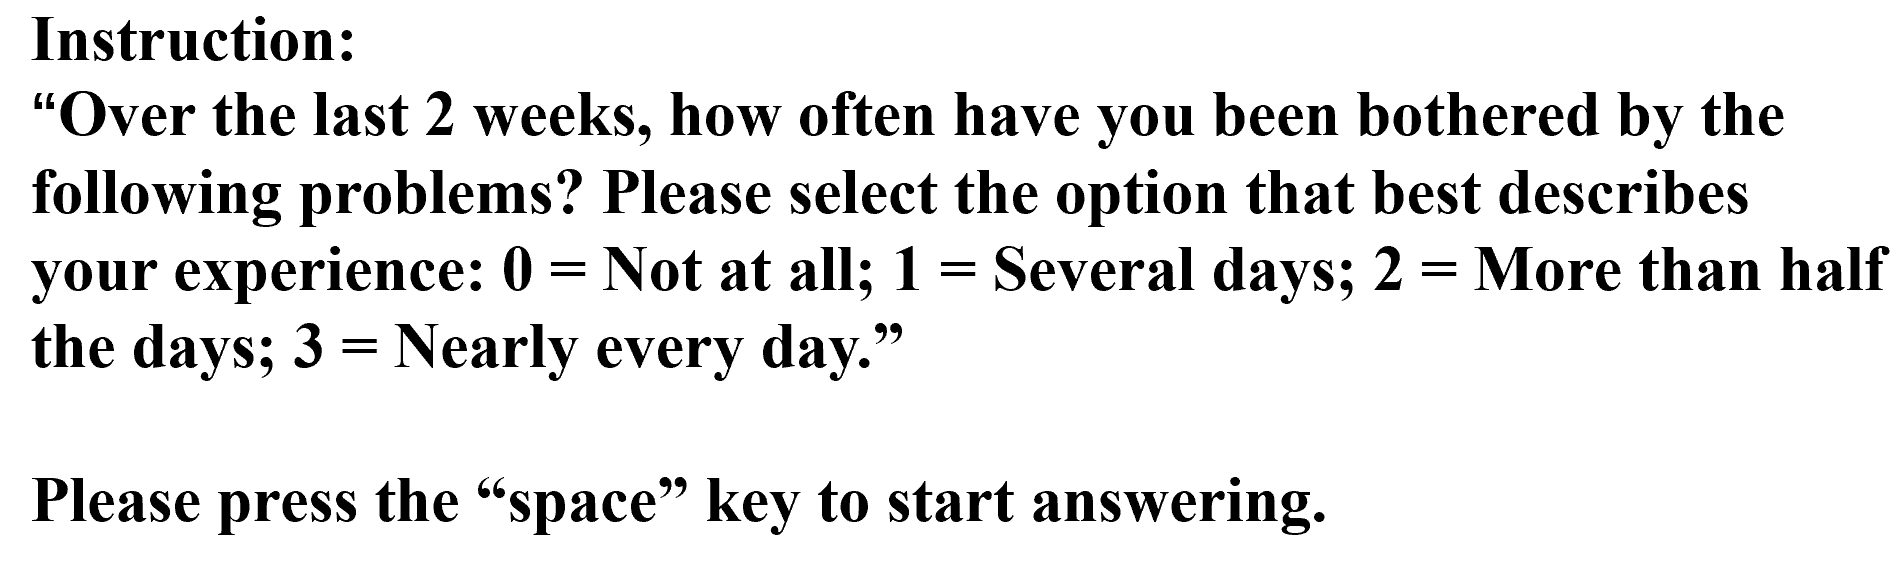 Instruction:
“Over the last 2 weeks, how often have you been bothered by the
following problems? Please select the option that best describes
your experience: 0 = Not at all; 1 = Several days; 2 = More than half
the days; 3 = Nearly every day.”
Please press the “space” key to start answering.